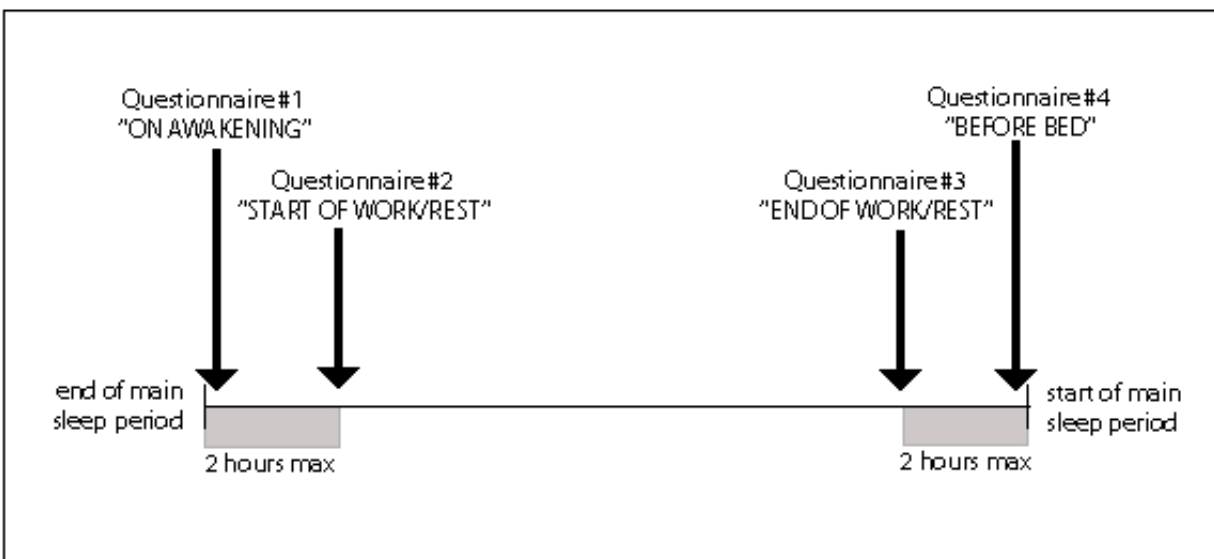 Questionnaire#1
"ON AWAKENING"
Questionnaire#4
"BEFORE BED"
Questionnaire#2
"START OF WORK/REST"
Questionnaire#3
"ENDOF WORK/REST"
end of main
sleep period
start of main
sleep period
2 hours max
2 hours max